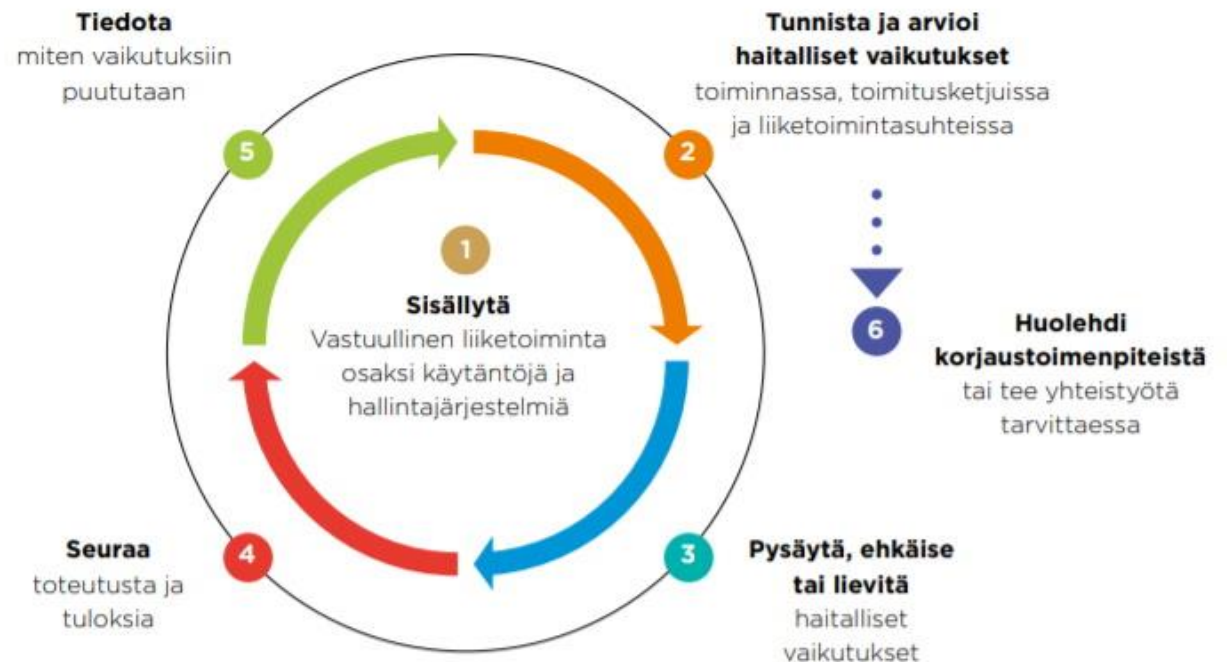 Tiedota
miten vaikutuksiin
puututaan
5
Tunnista ja arvioi
haitalliset vaikutukset
toiminnassa, toimitusketjuissa
ja liiketoimintasuhteissa
2
1
Sisällytä
Vastuullinen liiketoiminta
osaksi käytäntöjä ja
hallintajärjestelmiä
6
Huolehdi
korjaustoimenpiteistä
tai tee yhteistyötä
tarvittaessa
Seuraa
toteutusta ja
tuloksia
4
3
Pysäytä, ehkäise
tai lievitä
haitalliset
vaikutukset